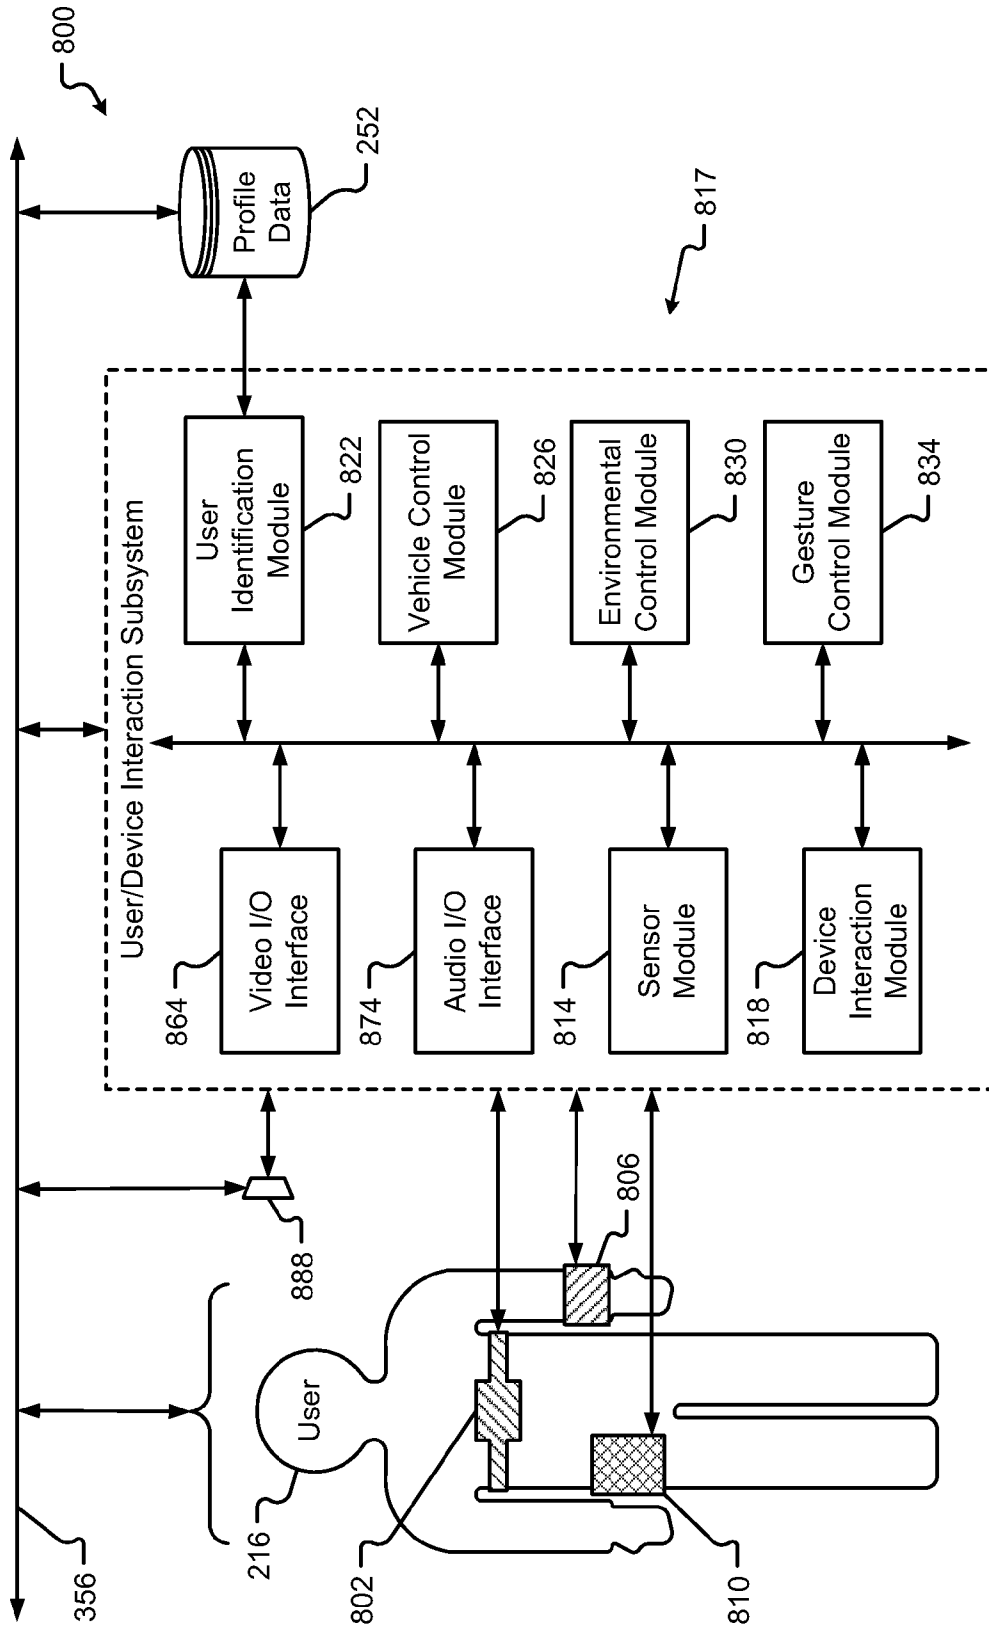 800
Profile
Data
252
817
User/Device Interaction Subsystem
User
Identification
Module
822
Vehicle Control
Module
826
Environmental
Control Module
830
Gesture
Control Module
834
864
Video I/O
Interface
874
Audio I/O
Interface
814
Sensor
Module
818
Device
Interaction
Module
888
806
User
216
802
810
356